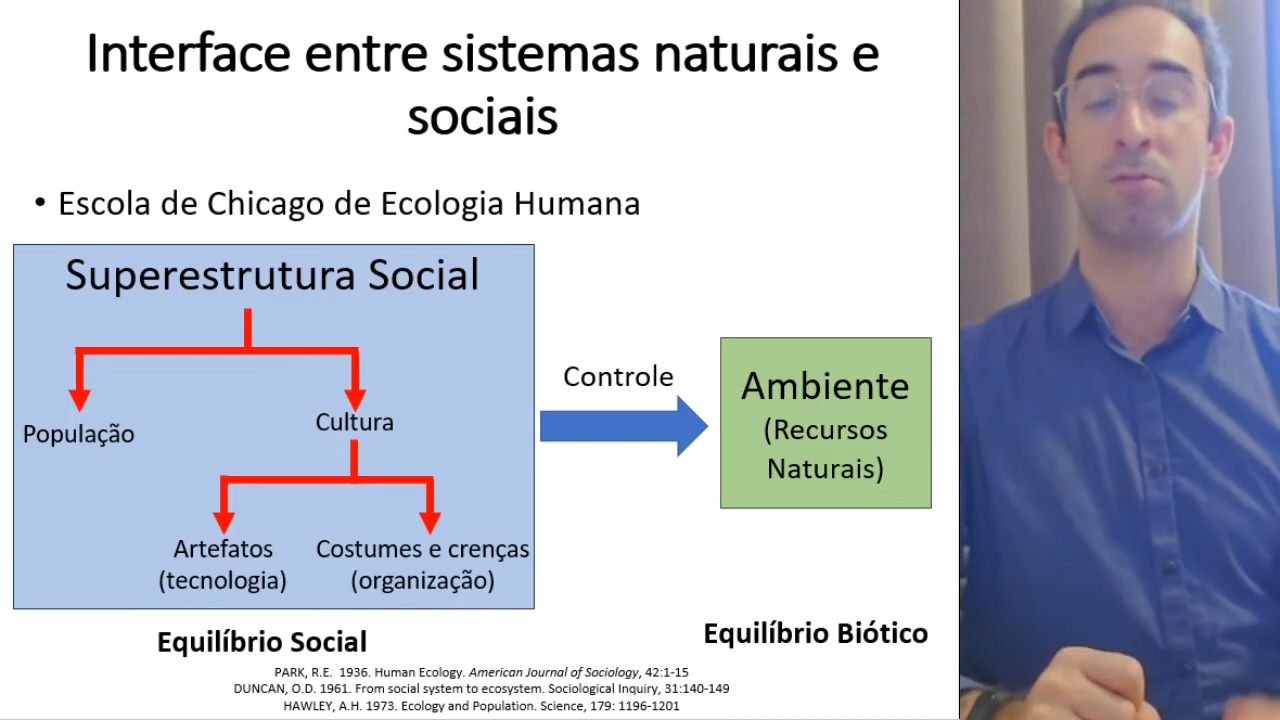 Interface entre sistemas naturais e
sociais
• Escola de Chicago de Ecologia Humana
Superestrutura Social
População
Cultura
Artefatos
(tecnologia)
Costumes e crenças
(organização)
Controle
Ambiente
(Recursos
Naturais)
Equilíbrio Social
Equilíbrio Biótico
PARK, R.E. 1936. Human Ecology. American Journal of Sociology, 42:1-15
DUNCAN, O.D. 1961. From social system to ecosystem. Sociological Inquiry, 31:140-149
HAWLEY, A.H. 1973. Ecology and Population. Science, 179: 1196-1201